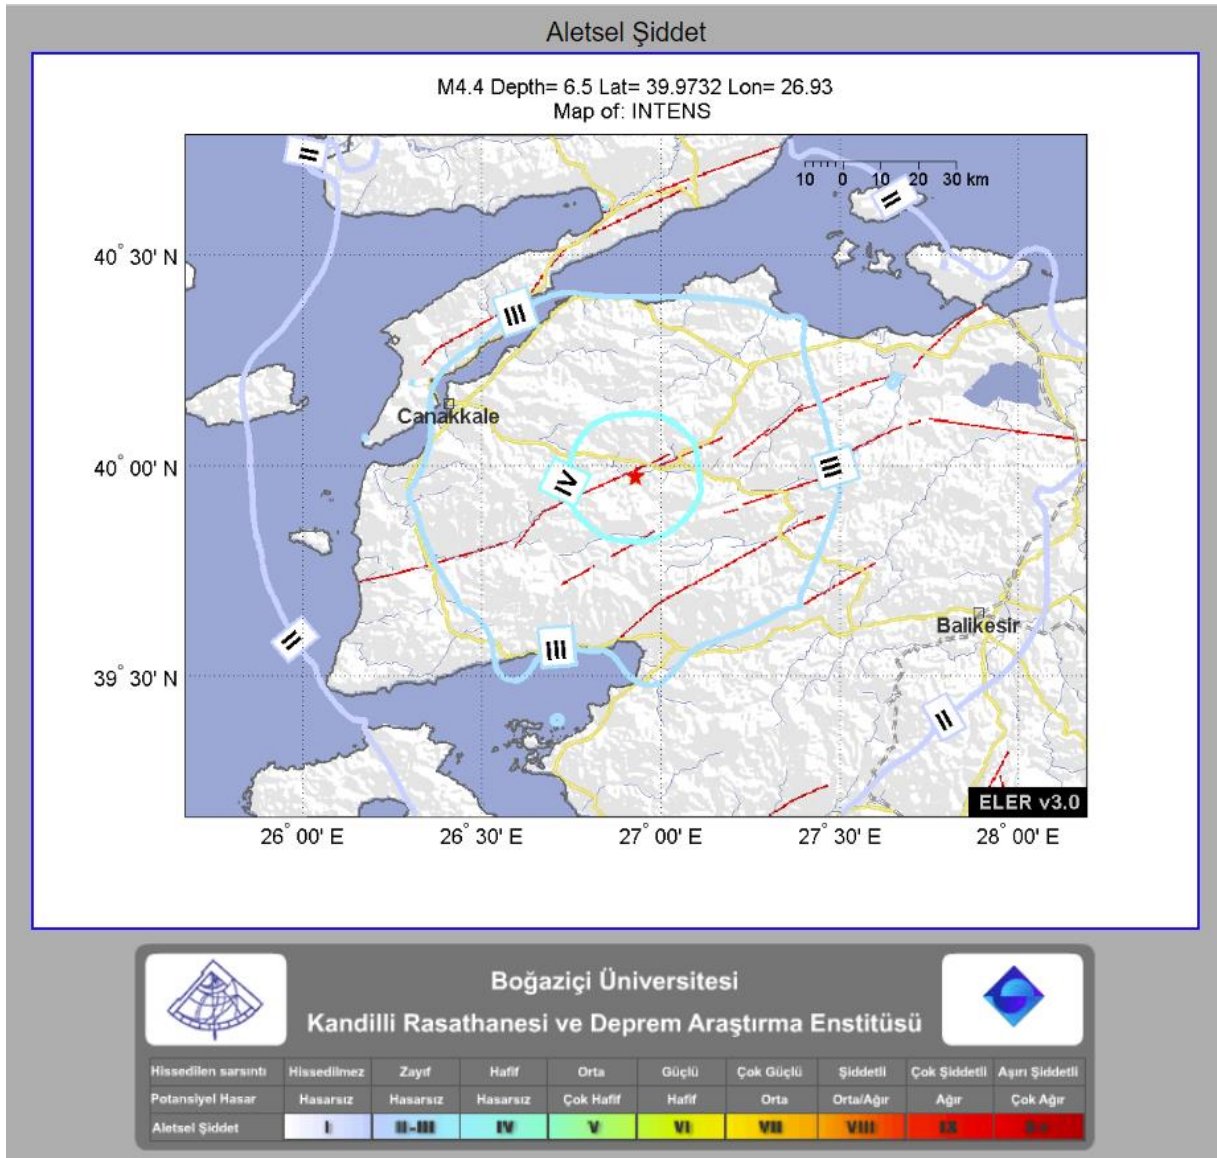 Aletsel Şiddet
M4.4 Depth= 6.5 Lat= 39.9732 Lon= 26.93
Map of: INTENS
II
10 0 10 20 30 km
II
40° 30' N
III
Canakkale
40° 00' N
IV
III
II
III
Balikesir
39° 30' N
II
ELER v3.0
26° 00' E 26° 30' E 27° 00' E 27° 30' E 28° 00' E
Boğaziçi Üniversitesi
Kandilli Rasathanesi ve Deprem Araştırma Enstitüsü
Hissedilen sarsıntı Hissedilmez Zayıf Hafif Orta Güçlü Çok Güçlü Şiddetli Çok Şiddetli Aşırı Şiddetli
Potansiyel Hasar Hasarsız Hasarsız Hasarsız Çok Hafif Hafif Orta Orta/Ağır Ağır Çok Ağır
Aletsel Şiddet I II-III IV V VI VII VIII IX X+